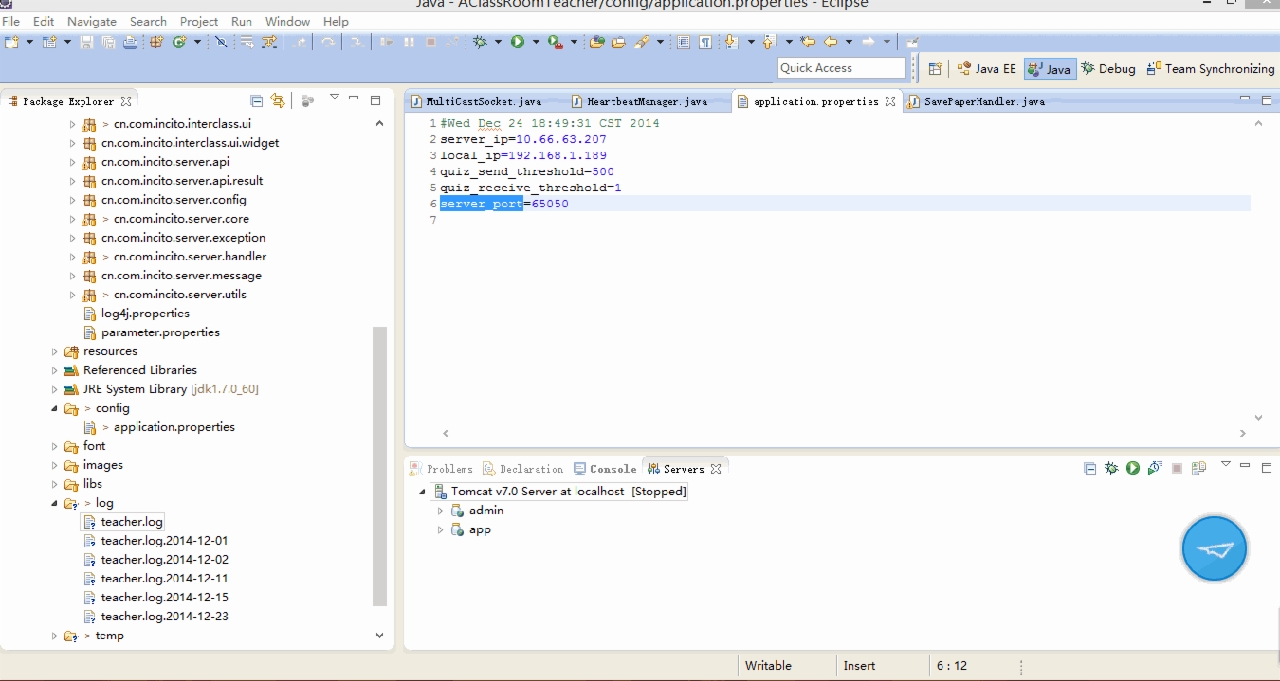 Java - AClassRoomTeacher/config/application.properties - Eclipse
File Edit Navigate Search Project Run Window Help
Quick Access
Java EE Java Debug Team Synchronizing
Package Explorer
MultiCastSocket.java HeartbeatManager.java application.properties SavePaperHandler.java
> cn.com.incito.interclass.ui
cn.com.incito.interclass.ui.widget
cn.com.incito.server.api
cn.com.incito.server.api.result
cn.com.incito.server.config
> cn.com.incito.server.core
cn.com.incito.server.exception
> cn.com.incito.server.handler
cn.com.incito.server.message
> cn.com.incito.server.utils
log4j.properties
parameter.properties
resources
Referenced Libraries
JRE System Library [jdk1.7.0_60]
> config
> application.properties
font
images
libs
> log
teacher.log
teacher.log.2014-12-01
teacher.log.2014-12-02
teacher.log.2014-12-11
teacher.log.2014-12-15
teacher.log.2014-12-23
> temp
1 #Wed Dec 24 18:49:31 CST 2014
2 server_ip=10.66.63.207
3 local_ip=192.168.1.189
4 quiz_send_threshold=500
5 quiz_receive_threshold=1
6 server_port=65050
7
Problems Declaration Console Servers
Tomcat v7.0 Server at localhost [Stopped]
admin
app
Writable Insert 6 : 12